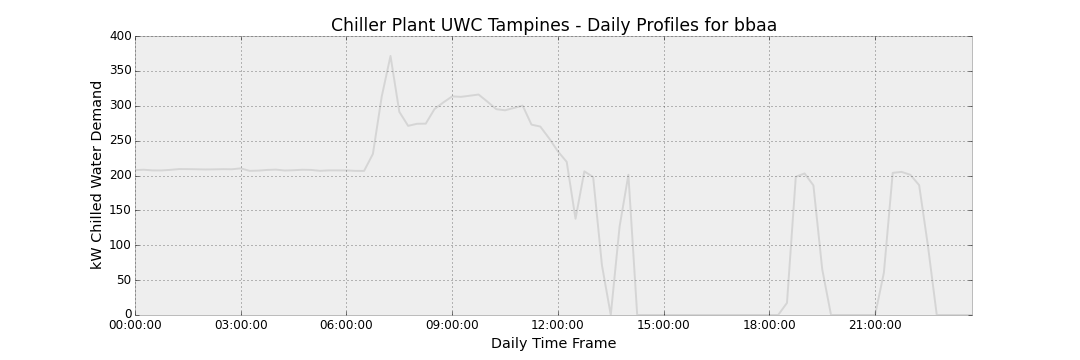 Chiller Plant UWC Tampines - Daily Profiles for bbaa
kW Chilled Water Demand
400
350
300
250
200
150
100
50
0
00:00:00 03:00:00 06:00:00 09:00:00 12:00:00 15:00:00 18:00:00 21:00:00
Daily Time Frame